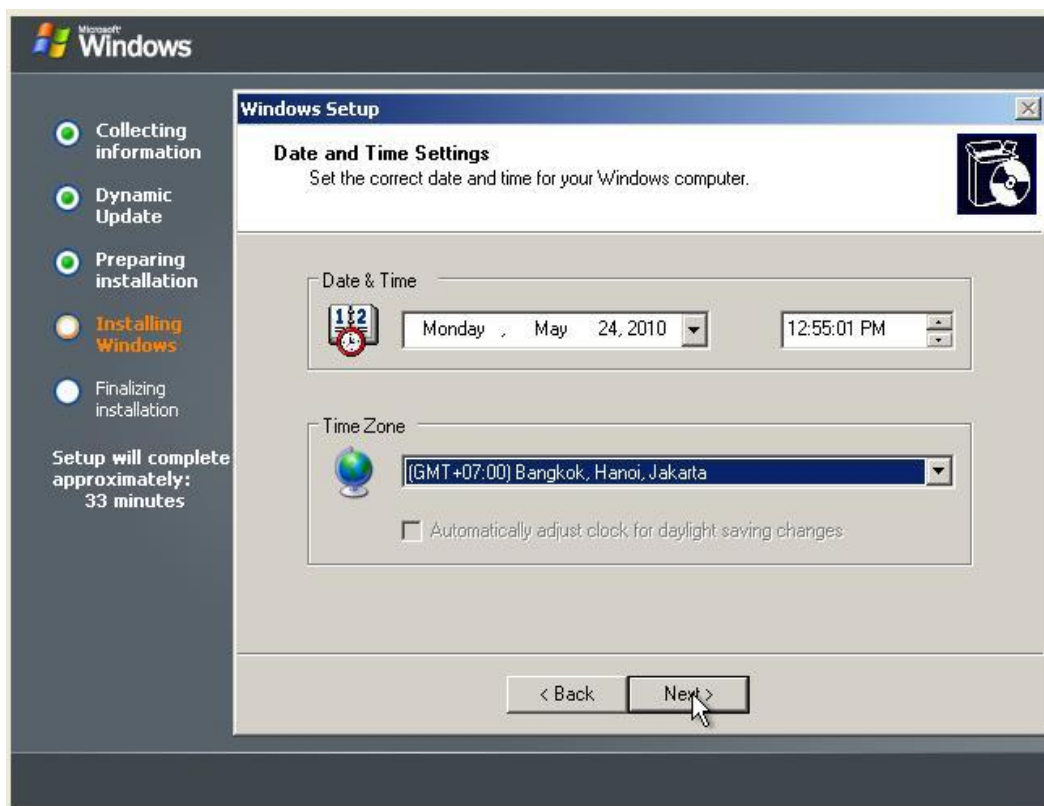 Microsoft
Windows
Collecting
information
Dynamic
Update
Preparing
installation
Installing
Windows
Finalizing
installation
Setup will complete
approximately:
33 minutes
Windows Setup
Date and Time Settings
Set the correct date and time for your Windows computer.
Date & Time
12
Monday , May 24, 2010
12:55:01 PM
Time Zone
(GMT+07:00) Bangkok, Hanoi, Jakarta
Automatically adjust clock for daylight saving changes
< Back
Next >